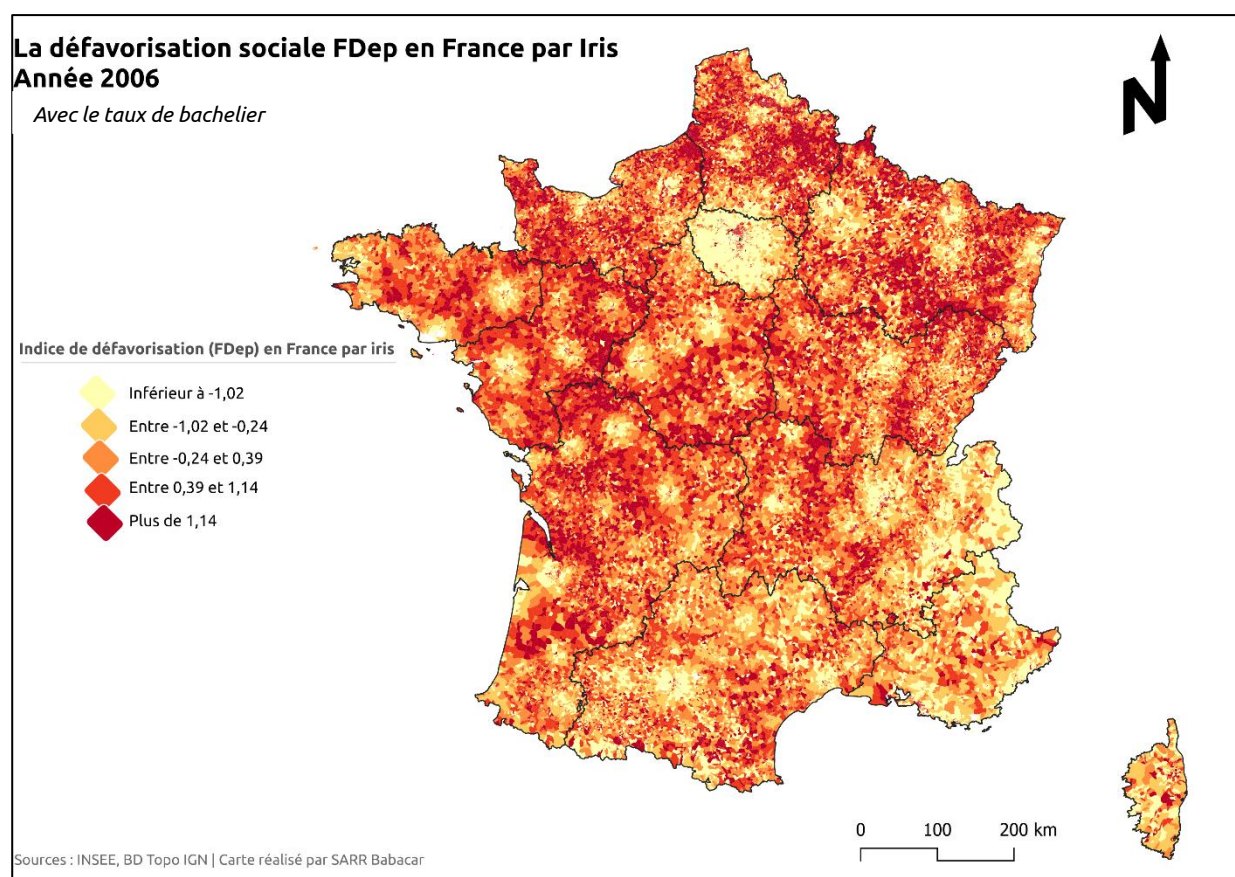 La défavorisation sociale FDep en France par Iris
Année 2006
Avec le taux de bachelier
N
Indice de défavorisation (FDep) en France par iris
Inférieur à -1,02
Entre -1,02 et -0,24
Entre -0,24 et 0,39
Entre 0,39 et 1,14
Plus de 1,14
0 100 200 km
Sources : INSEE, BD Topo IGN | Carte réalisé par SARR Babacar